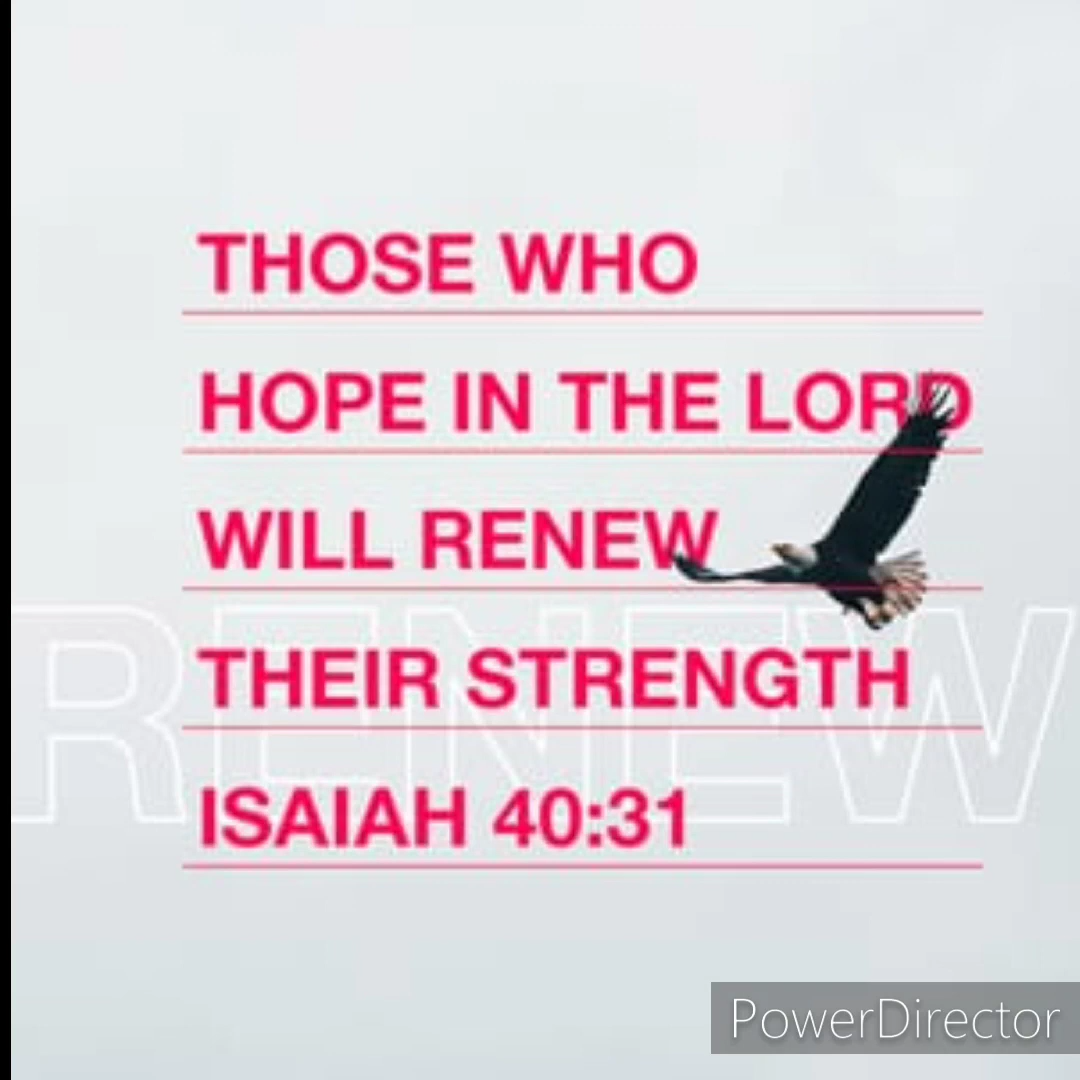 THOSE WHO
HOPE IN THE LORD
WILL RENEW
THEIR STRENGTH
RENEW
ISAIAH 40:31
PowerDirector